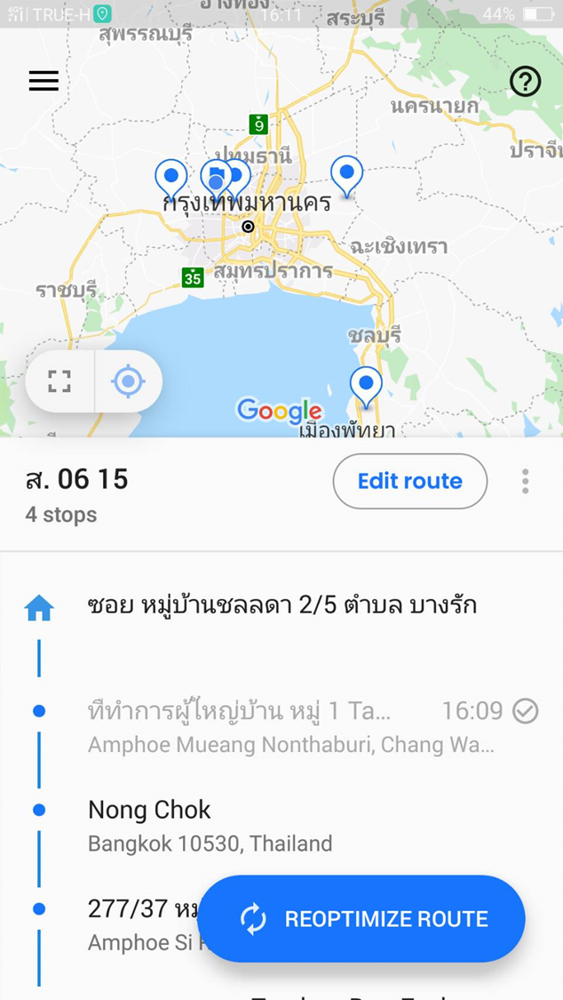 TRUE-H
16:11
44%
อ่างทอง
สระบุรี
สุพรรณบุรี
นครนายก
9
ปทุมธานี
กรุงเทพมหานคร
ฉะเชิงเทรา
35
สมุทรปราการ
ราชบุรี
ชลบุรี
Google
เมืองพัทยา
ส. 06 15
Edit route
4 stops
ซอย หมู่บ้านชลลดา 2/5 ตำบล บางรัก
ที่ทำการผู้ใหญ่บ้าน หมู่ 1 Ta...
16:09
Amphoe Mueang Nonthaburi, Chang Wa...
Nong Chok
Bangkok 10530, Thailand
277/37
REOPTIMIZE ROUTE
Amphoe Si